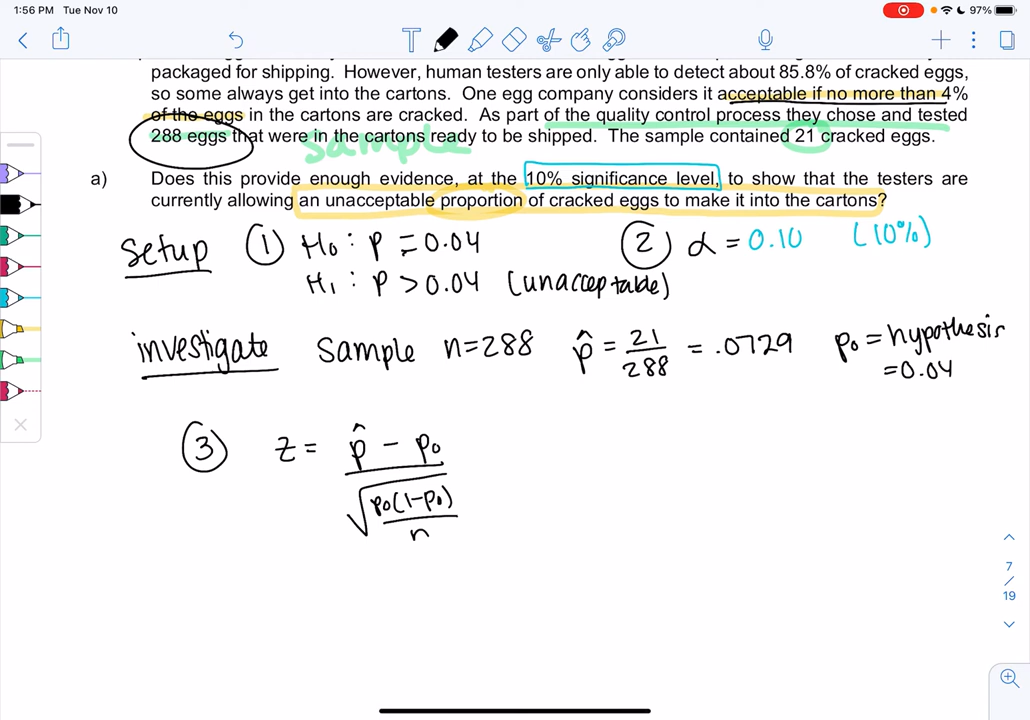 1:56 PM Tue Nov 10
97%
packaged for shipping. However, human testers are only able to detect about 85.8% of cracked eggs,
so some always get into the cartons. One egg company considers it acceptable if no more than 4%
of the eggs in the cartons are cracked. As part of the quality control process they chose and tested
288 eggs that were in the cartons ready to be shipped. The sample contained 21 cracked eggs.
sample
a) Does this provide enough evidence, at the 10% significance level, to show that the testers are
currently allowing an unacceptable proportion of cracked eggs to make it into the cartons?
Setup ① H₀ : p = 0.04 ② α = 0.10 (10%)
H₁ : p > 0.04 (unacceptable)
investigate Sample n=288 p̂ = 21/288 = .0729 p₀ = hypothesis
= 0.04
③ z = (p̂ - p₀) / √(p₀(1-p₀)/n)
7
/
19